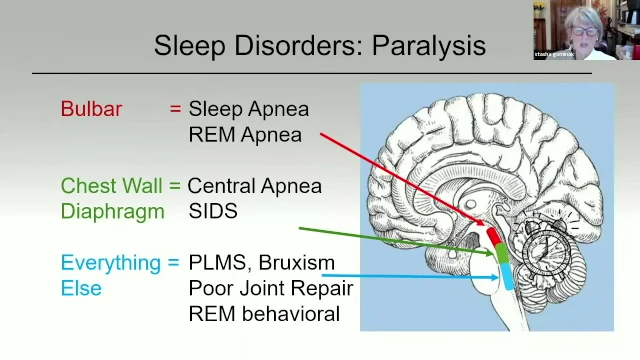 Sleep Disorders: Paralysis
Bulbar = Sleep Apnea
REM Apnea
Chest Wall = Central Apnea
Diaphragm SIDS
Everything = PLMS, Bruxism
Else Poor Joint Repair
REM behavioral